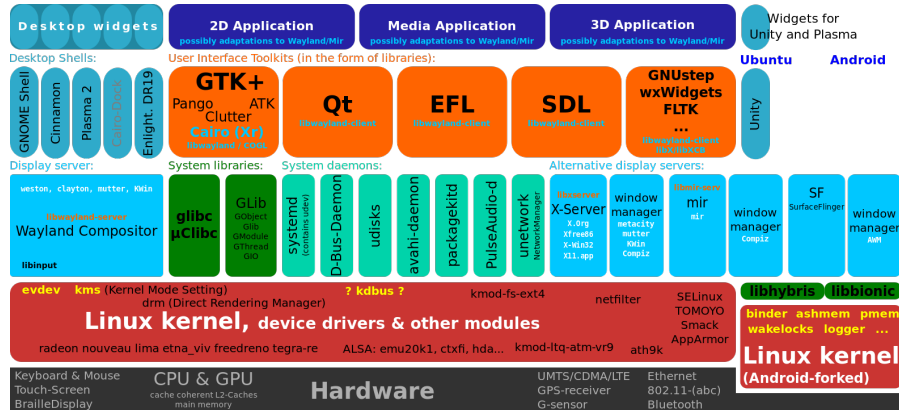 Desktop widgets
2D Application
possibly adaptations to Wayland/Mir
Media Application
possibly adaptations to Wayland/Mir
3D Application
possibly adaptations to Wayland/Mir
Widgets for
Unity and Plasma
Desktop Shells:
User Interface Toolkits (in the form of libraries):
Ubuntu
Android
GNOME Shell
Cinnamon
Plasma 2
Cairo-Dock
Enlight. DR19
GTK+
Pango
ATK
Clutter
Cairo (Xr)
Qt
libwayland-client
EFL
libwayland-client
SDL
libwayland-client
GNUstep
wxWidgets
FLTK
...
libwayland-client
Unity
Display server:
System libraries:
System daemons:
Alternative display servers:
weston, clayton, mutter, KWin
libwayland-server
Wayland Compositor
libinput
glibc
µClibc
GLib
GObject
Glib
GModule
GThread
GIO
systemd
(contains udev)
D-Bus-Daemon
udisks
avahi-daemon
packagekitd
PulseAudio-d
unetwork
NetworkManager
X-Server
X.Org
Xfree86
X-Win32
X11.app
window
manager
metacity
mutter
KWin
Compiz
mir
mir
window
manager
Compiz
SF
SurfaceFlinger
window
manager
AWM
evdev kms (Kernel Mode Setting)
drm (Direct Rendering Manager)
? kdbus ?
kmod-fs-ext4
netfilter
SELinux
TOMOYO
Smack
AppArmor
Linux kernel, device drivers & other modules
radeon nouveau lima etna_viv freedreno tegra-re
ALSA: emu20k1, ctxfi, hda...
kmod-ltq-atm-vr9
ath9k
libhybris
libbionic
binder ashmem pmem
wakelocks logger ...
Linux kernel
(Android-forked)
Keyboard & Mouse
Touch-Screen
BrailleDisplay
CPU & GPU
cache coherent L2-Caches
main memory
Hardware
UMTS/CDMA/LTE
GPS-receiver
G-sensor
Ethernet
802.11-(abc)
Bluetooth